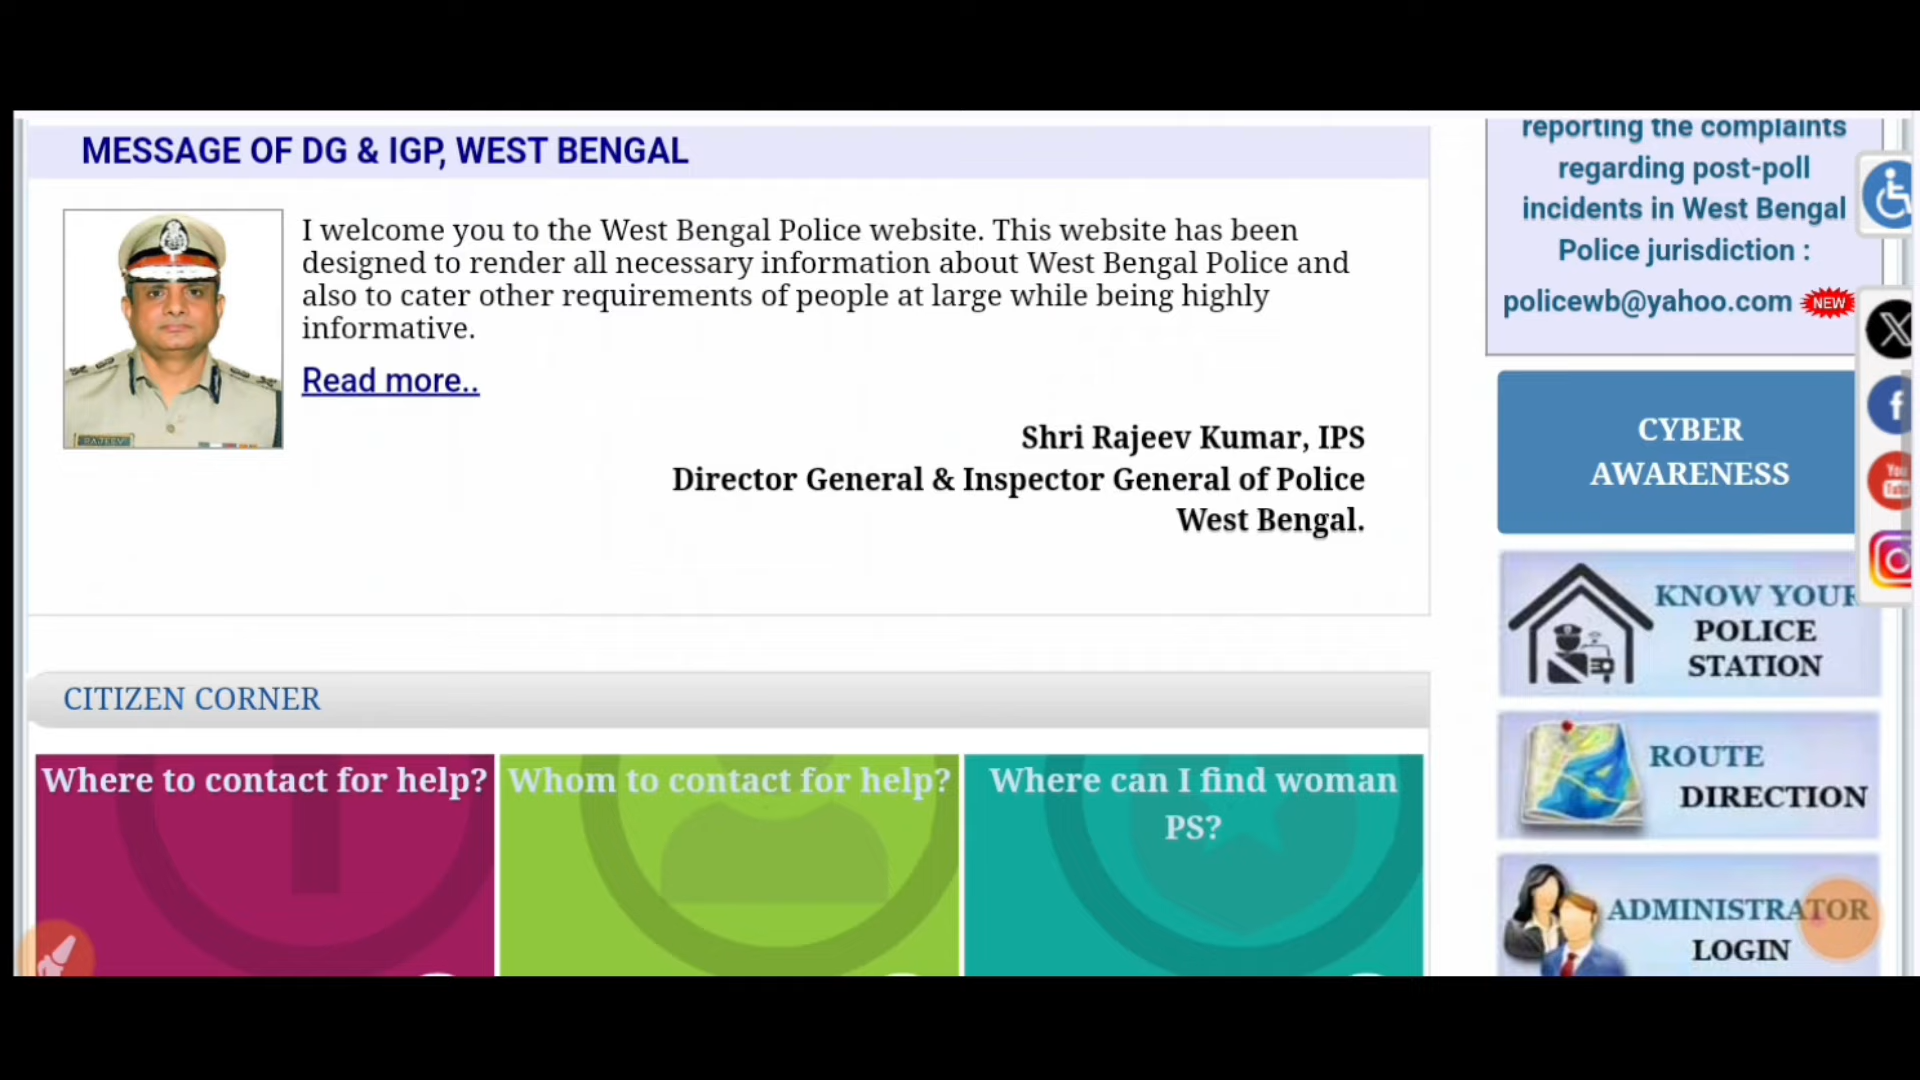 MESSAGE OF DG & IGP, WEST BENGAL
I welcome you to the West Bengal Police website. This website has been
designed to render all necessary information about West Bengal Police and
also to cater other requirements of people at large while being highly
informative.
Read more..
RAJEEV
Shri Rajeev Kumar, IPS
Director General & Inspector General of Police
West Bengal.
CITIZEN CORNER
Where to contact for help?
Whom to contact for help?
Where can I find woman
PS?
reporting the complaints
regarding post-poll
incidents in West Bengal
Police jurisdiction :
policewb@yahoo.com NEW
CYBER
AWARENESS
KNOW YOUR
POLICE
STATION
ROUTE
DIRECTION
ADMINISTRATOR
LOGIN
You
Tube